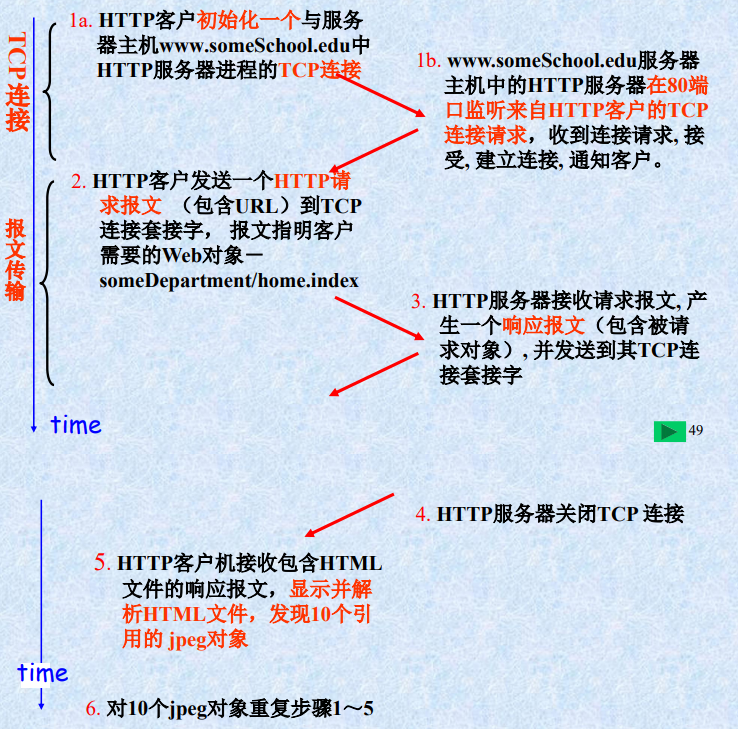 TCP连接
1a. HTTP客户初始化一个与服务
器主机www.someSchool.edu中
HTTP服务器进程的TCP连接
1b. www.someSchool.edu服务器
主机中的HTTP服务器在80端
口监听来自HTTP客户的TCP
连接请求，收到连接请求, 接
受, 建立连接, 通知客户。
报文传输
2. HTTP客户发送一个HTTP请
求报文 （包含URL）到TCP
连接套接字， 报文指明客户
需要的Web对象－
someDepartment/home.index
3. HTTP服务器接收请求报文, 产
生一个响应报文（包含被请
求对象）, 并发送到其TCP连
接套接字
time
49
4. HTTP服务器关闭TCP 连接
5. HTTP客户机接收包含HTML
文件的响应报文，显示并解
析HTML文件，发现10个引
用的 jpeg对象
time
6. 对10个jpeg对象重复步骤1～5